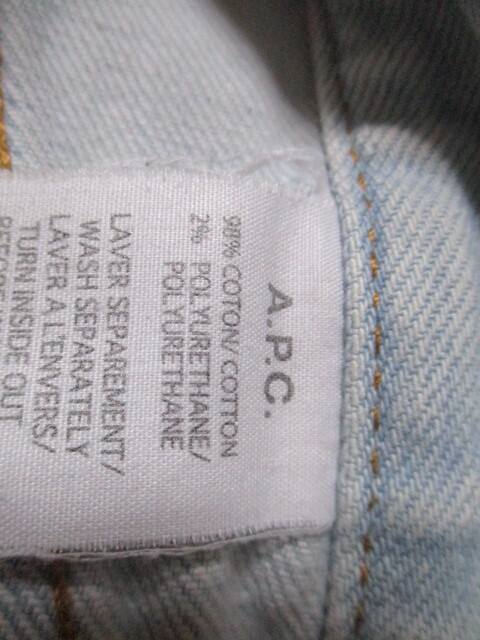 A.P.C.
98% COTON/COTTON
2% POLYURETHANE/
POLYURETHANE
LAVER SEPAREMENT/
WASH SEPARATELY
LAVER A L'ENVERS/
TURN INSIDE OUT